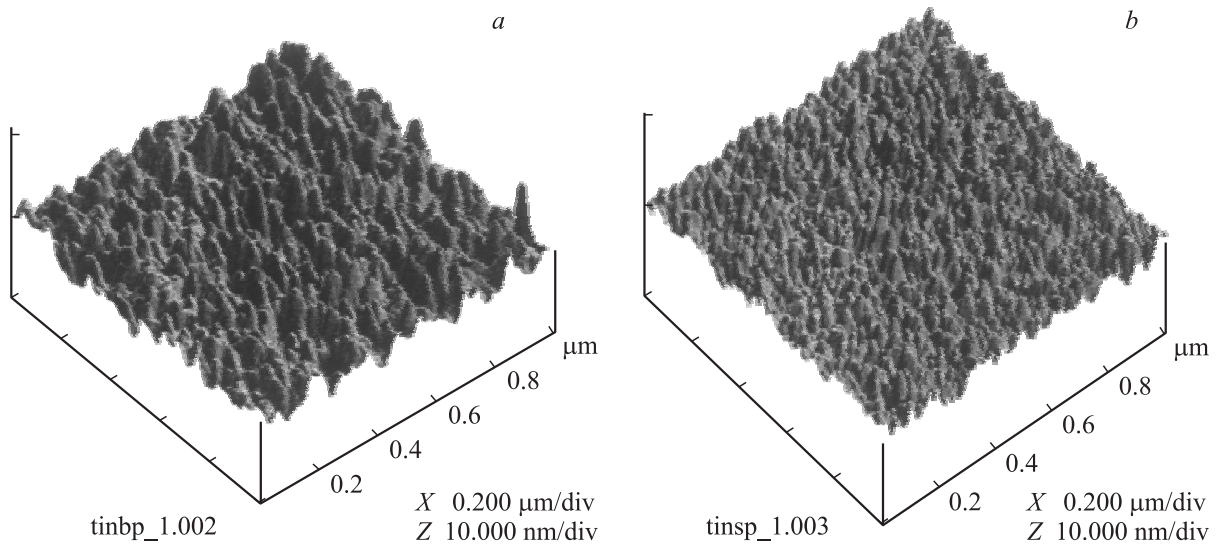 a
0.2
0.4
0.6
0.8
μm
tinbp_1.002
X 0.200 μm/div
Z 10.000 nm/div
b
0.2
0.4
0.6
0.8
μm
tinsp_1.003
X 0.200 μm/div
Z 10.000 nm/div